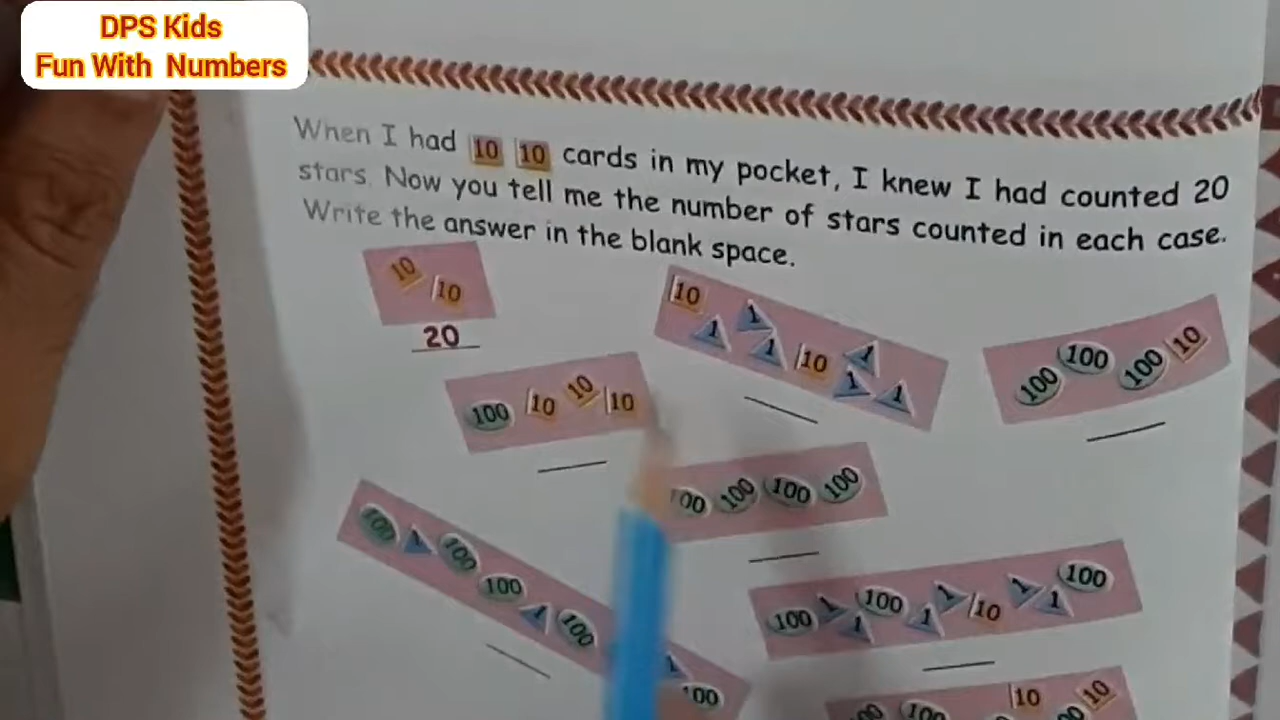 DPS Kids
Fun With Numbers
When I had 10 10 cards in my pocket, I knew I had counted 20
stars. Now you tell me the number of stars counted in each case.
Write the answer in the blank space.
10 10
20
10 1 1 1 10 1 1 1
100 100 100 10
100 10 10 10
100 100 100 100
100 1 100 100 1 100 1 100
100 1 1 100 1 1 10 1 1 100
100 10 10